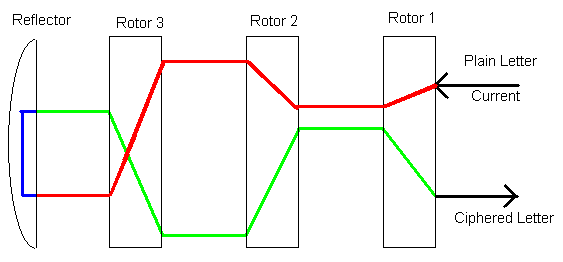 Reflector
Rotor 3
Rotor 2
Rotor 1
Plain Letter
Current
Ciphered Letter